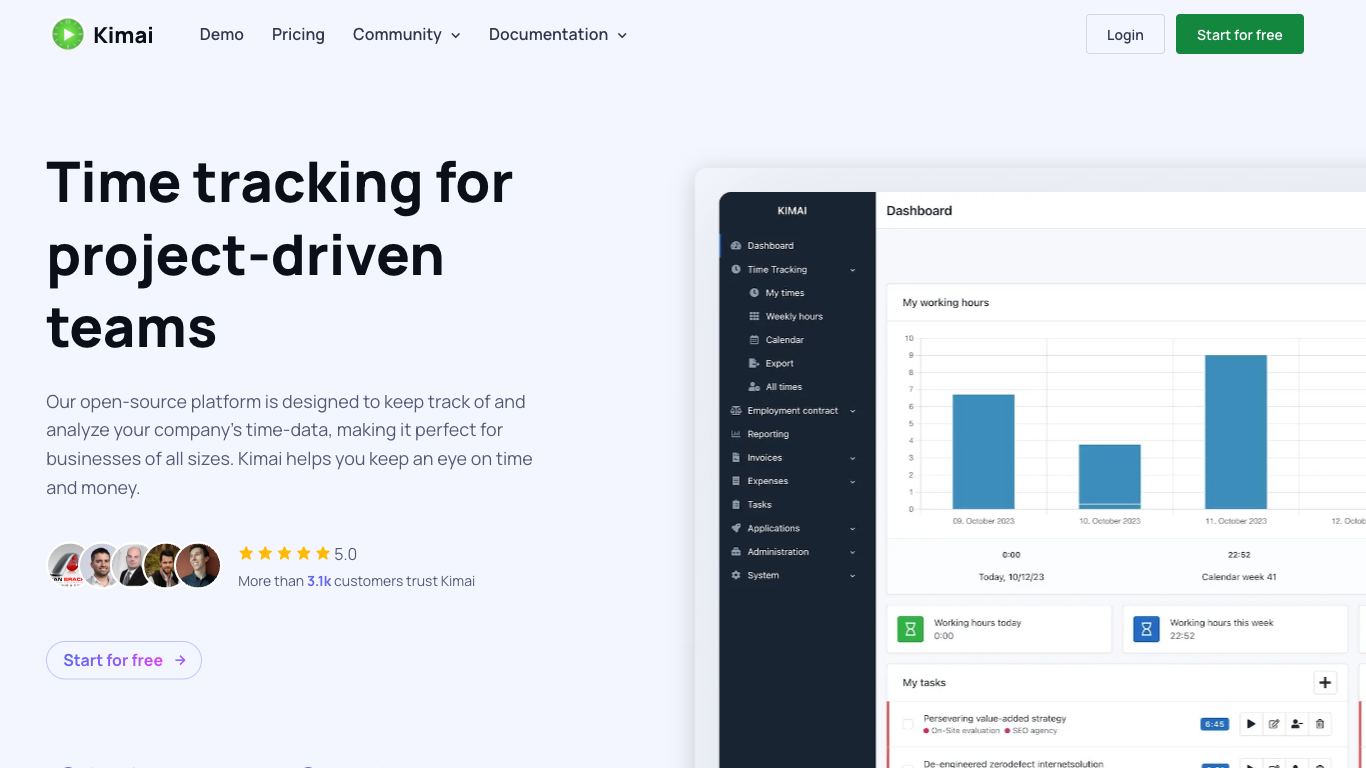 Kimai
Demo
Pricing
Community
Documentation
Login
Start for free
Time tracking for
project-driven
teams
Our open-source platform is designed to keep track of and
analyze your company's time-data, making it perfect for
businesses of all sizes. Kimai helps you keep an eye on time
and money.
5.0
More than 3.1k customers trust Kimai
Start for free
KIMAI
Dashboard
Time Tracking
My times
Weekly hours
Calendar
Export
All times
Employment contract
Reporting
Invoices
Expenses
Tasks
Applications
Administration
System
Dashboard
My working hours
10
9
8
7
6
5
4
3
2
1
0
09. October 2023
10. October 2023
11. October 2023
12.
0:00
22:52
Today, 10/12/23
Calendar week 41
Working hours today
0:00
Working hours this week
22:52
My tasks
Persevering value-added strategy
On-Site evaluation
SEO agency
6:45
De-engineered zerodefect internetsolution